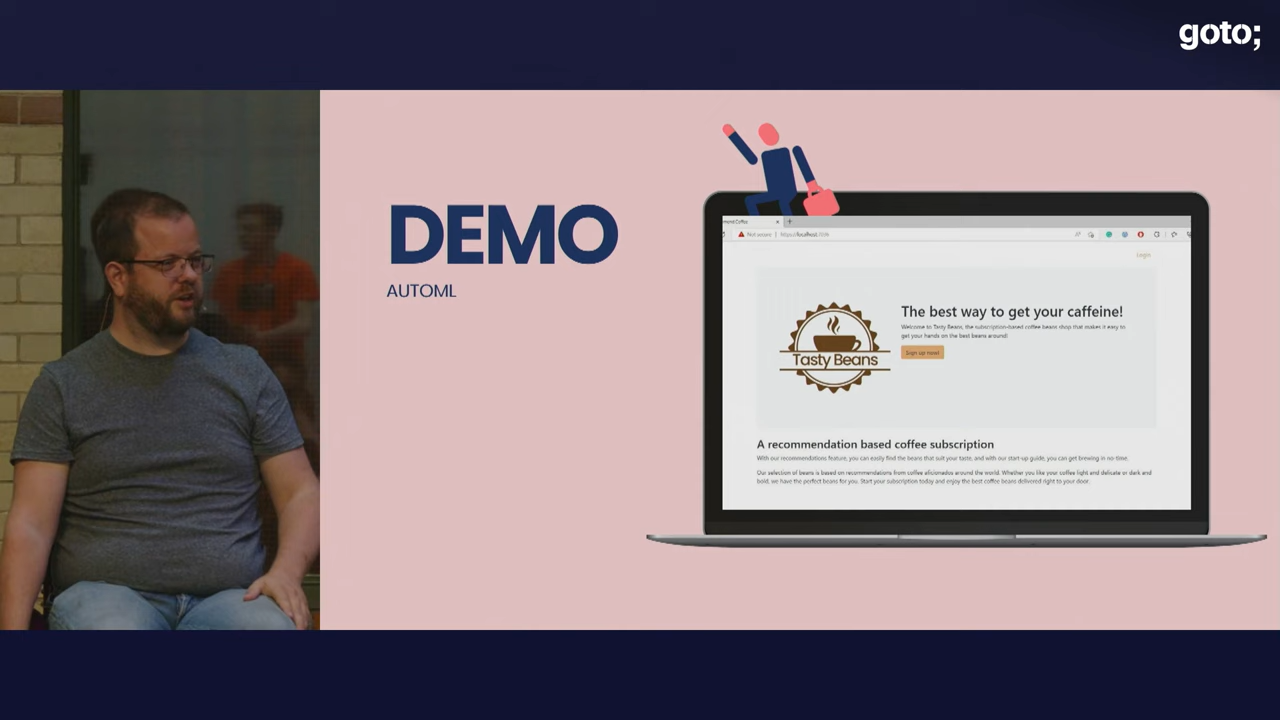 goto;
DEMO
AUTOML
Not secure
https://localhost
Login
The best way to get your caffeine!
Welcome to Tasty Beans, the subscription-based coffee beans shop that makes it easy to
get your hands on the best beans around!
Sign up now!
Tasty Beans
A recommendation based coffee subscription
With our recommendations feature, you can easily find the beans that suit your taste, and with our start-up guide, you can get brewing in no-time.
Our selection of beans is based on recommendations from coffee aficionados around the world. Whether you like your coffee light and delicate or dark and
bold, we have the perfect beans for you. Start your subscription today and enjoy the best coffee beans delivered right to your door.